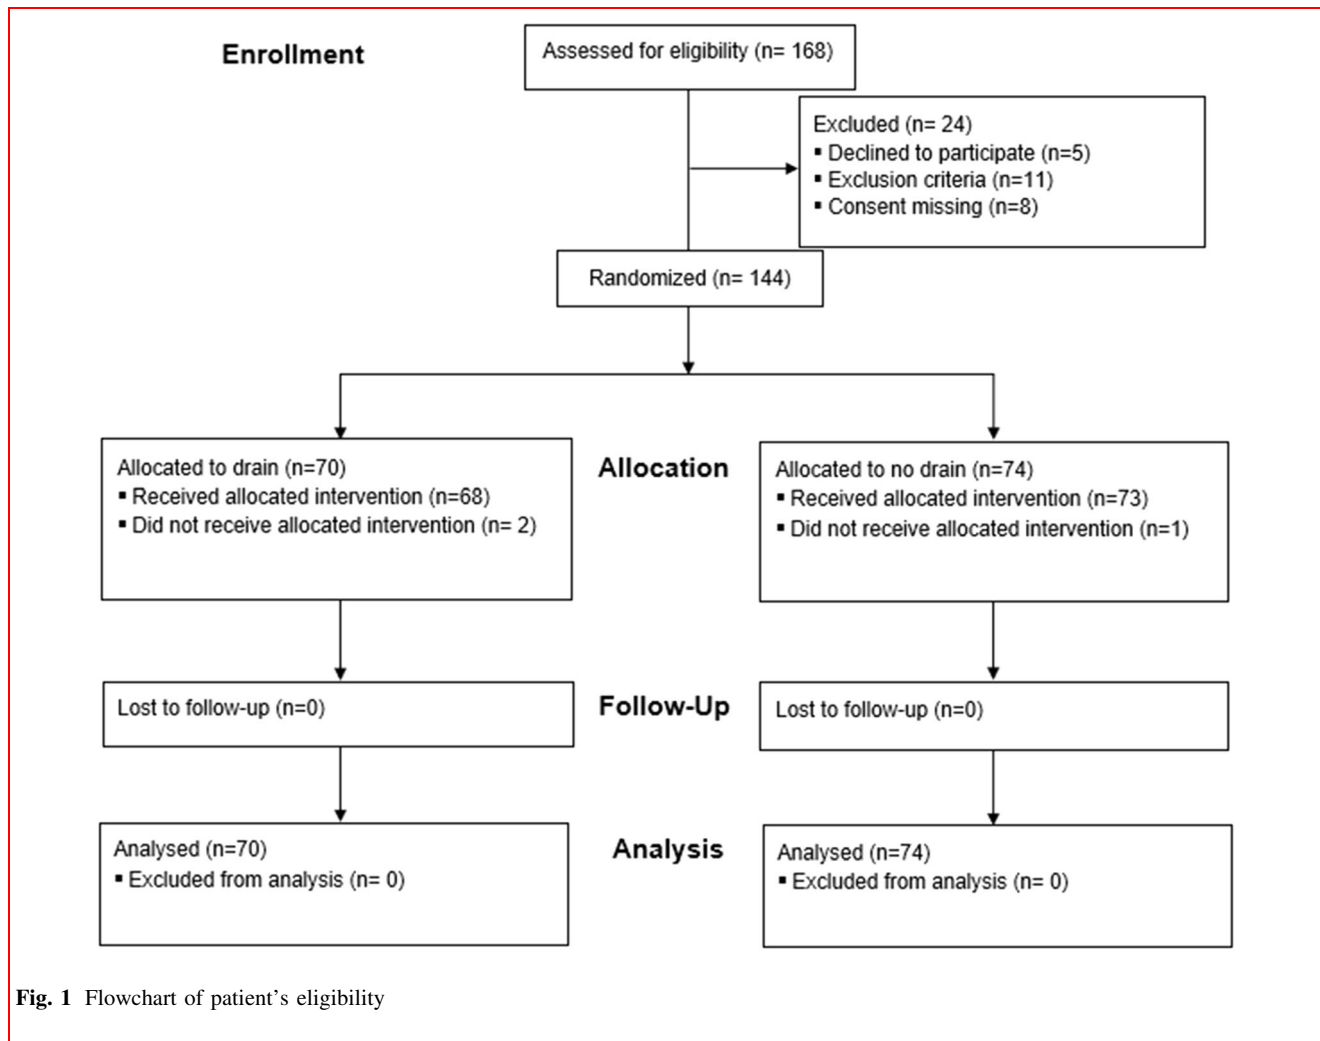 Enrollment
Assessed for eligibility (n= 168)
Excluded (n= 24)
▪ Declined to participate (n=5)
▪ Exclusion criteria (n=11)
▪ Consent missing (n=8)
Randomized (n= 144)
Allocation
Allocated to drain (n=70)
▪ Received allocated intervention (n=68)
▪ Did not receive allocated intervention (n= 2)
Allocated to no drain (n=74)
▪ Received allocated intervention (n=73)
▪ Did not receive allocated intervention (n=1)
Follow-Up
Lost to follow-up (n=0)
Lost to follow-up (n=0)
Analysis
Analysed (n=70)
▪ Excluded from analysis (n= 0)
Analysed (n=74)
▪ Excluded from analysis (n= 0)
Fig. 1 Flowchart of patient’s eligibility